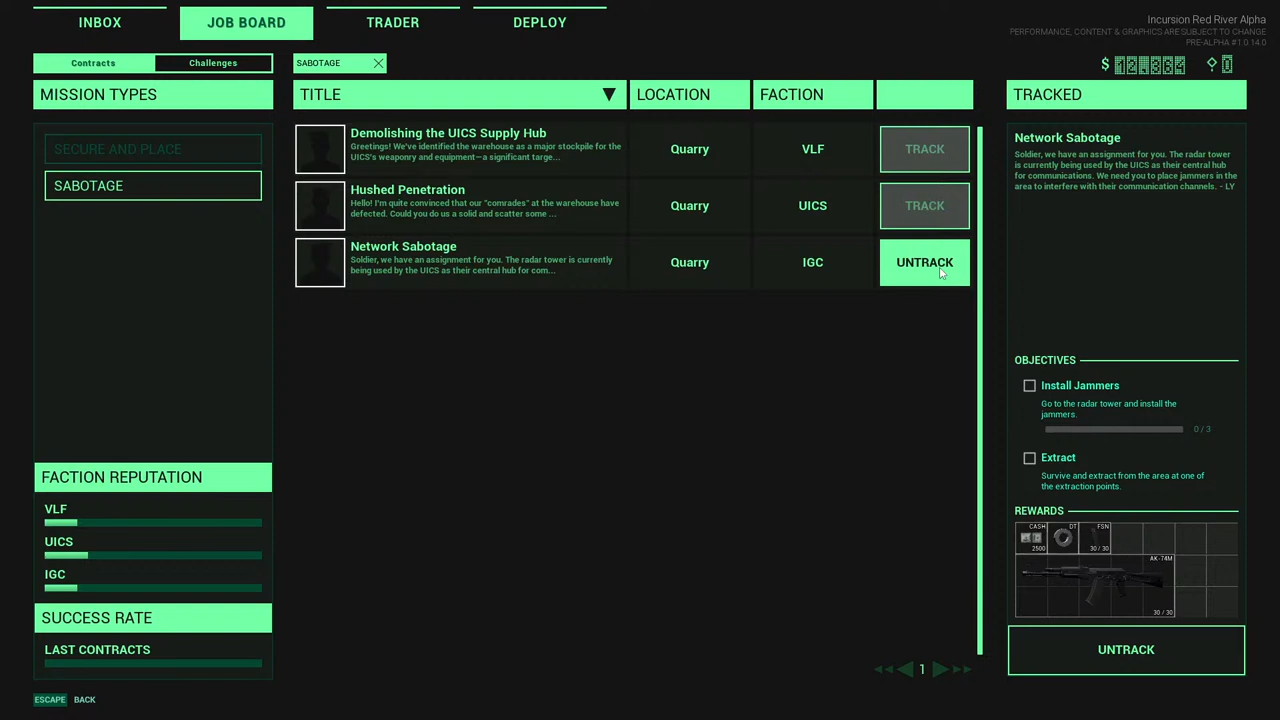 INBOX
JOB BOARD
TRADER
DEPLOY
Incursion Red River Alpha
PERFORMANCE, CONTENT & GRAPHICS ARE SUBJECT TO CHANGE
PRE-ALPHA #1.0.14.0
Contracts
Challenges
SABOTAGE
$
MISSION TYPES
TITLE
LOCATION
FACTION
TRACKED
SECURE AND PLACE
SABOTAGE
Demolishing the UICS Supply Hub
Greetings! We've identified the warehouse as a major stockpile for the
UICS's weaponry and equipment—a significant targe...
Quarry
VLF
TRACK
Hushed Penetration
Hello! I'm quite convinced that our "comrades" at the warehouse have
defected. Could you do us a solid and scatter some ...
Quarry
UICS
TRACK
Network Sabotage
Soldier, we have an assignment for you. The radar tower is currently
being used by the UICS as their central hub for com...
Quarry
IGC
UNTRACK
Network Sabotage
Soldier, we have an assignment for you. The radar tower
is currently being used by the UICS as their central hub
for communications. We need you to place jammers in the
area to interfere with their communication channels. - LY
OBJECTIVES
Install Jammers
Go to the radar tower and install the
jammers.
0 / 3
Extract
Survive and extract from the area at one of
the extraction points.
REWARDS
CASH
2500
DT
FSN
30 / 30
AK-74M
30 / 30
UNTRACK
FACTION REPUTATION
VLF
UICS
IGC
SUCCESS RATE
LAST CONTRACTS
1
ESCAPE
BACK